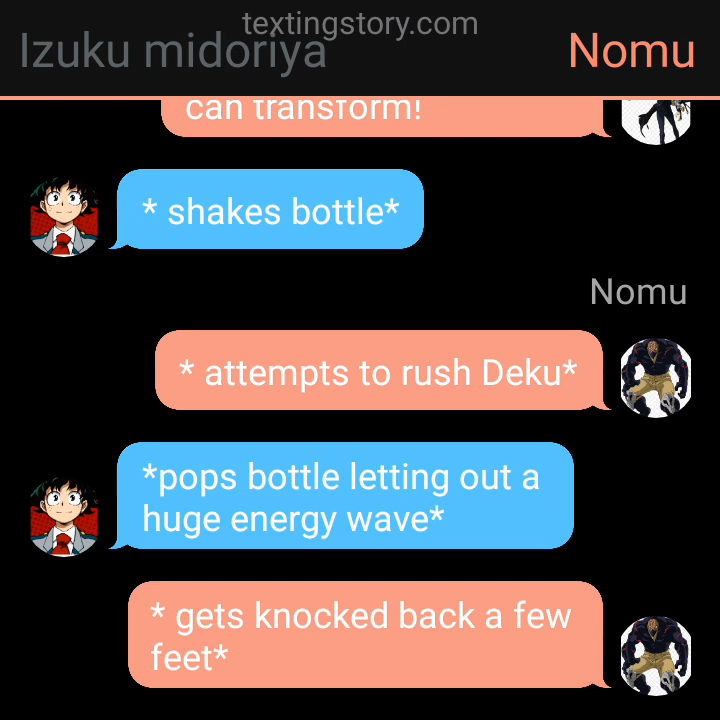 textingstory.com
Izuku midoriya
Nomu
can transform!
* shakes bottle*
Nomu
* attempts to rush Deku*
*pops bottle letting out a
huge energy wave*
* gets knocked back a few
feet*